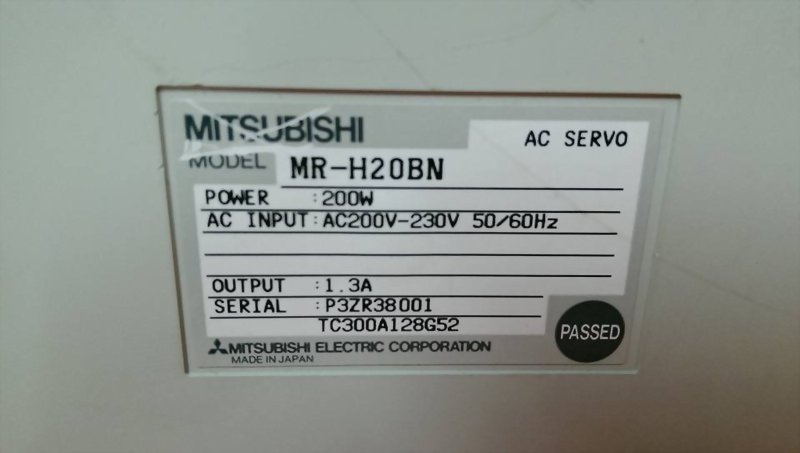 MITSUBISHI
AC SERVO
MODEL MR-H20BN
POWER :200W
AC INPUT:AC200V-230V 50/60Hz
OUTPUT :1.3A
SERIAL :P3ZR38001
TC300A128G52
PASSED
MITSUBISHI ELECTRIC CORPORATION
MADE IN JAPAN